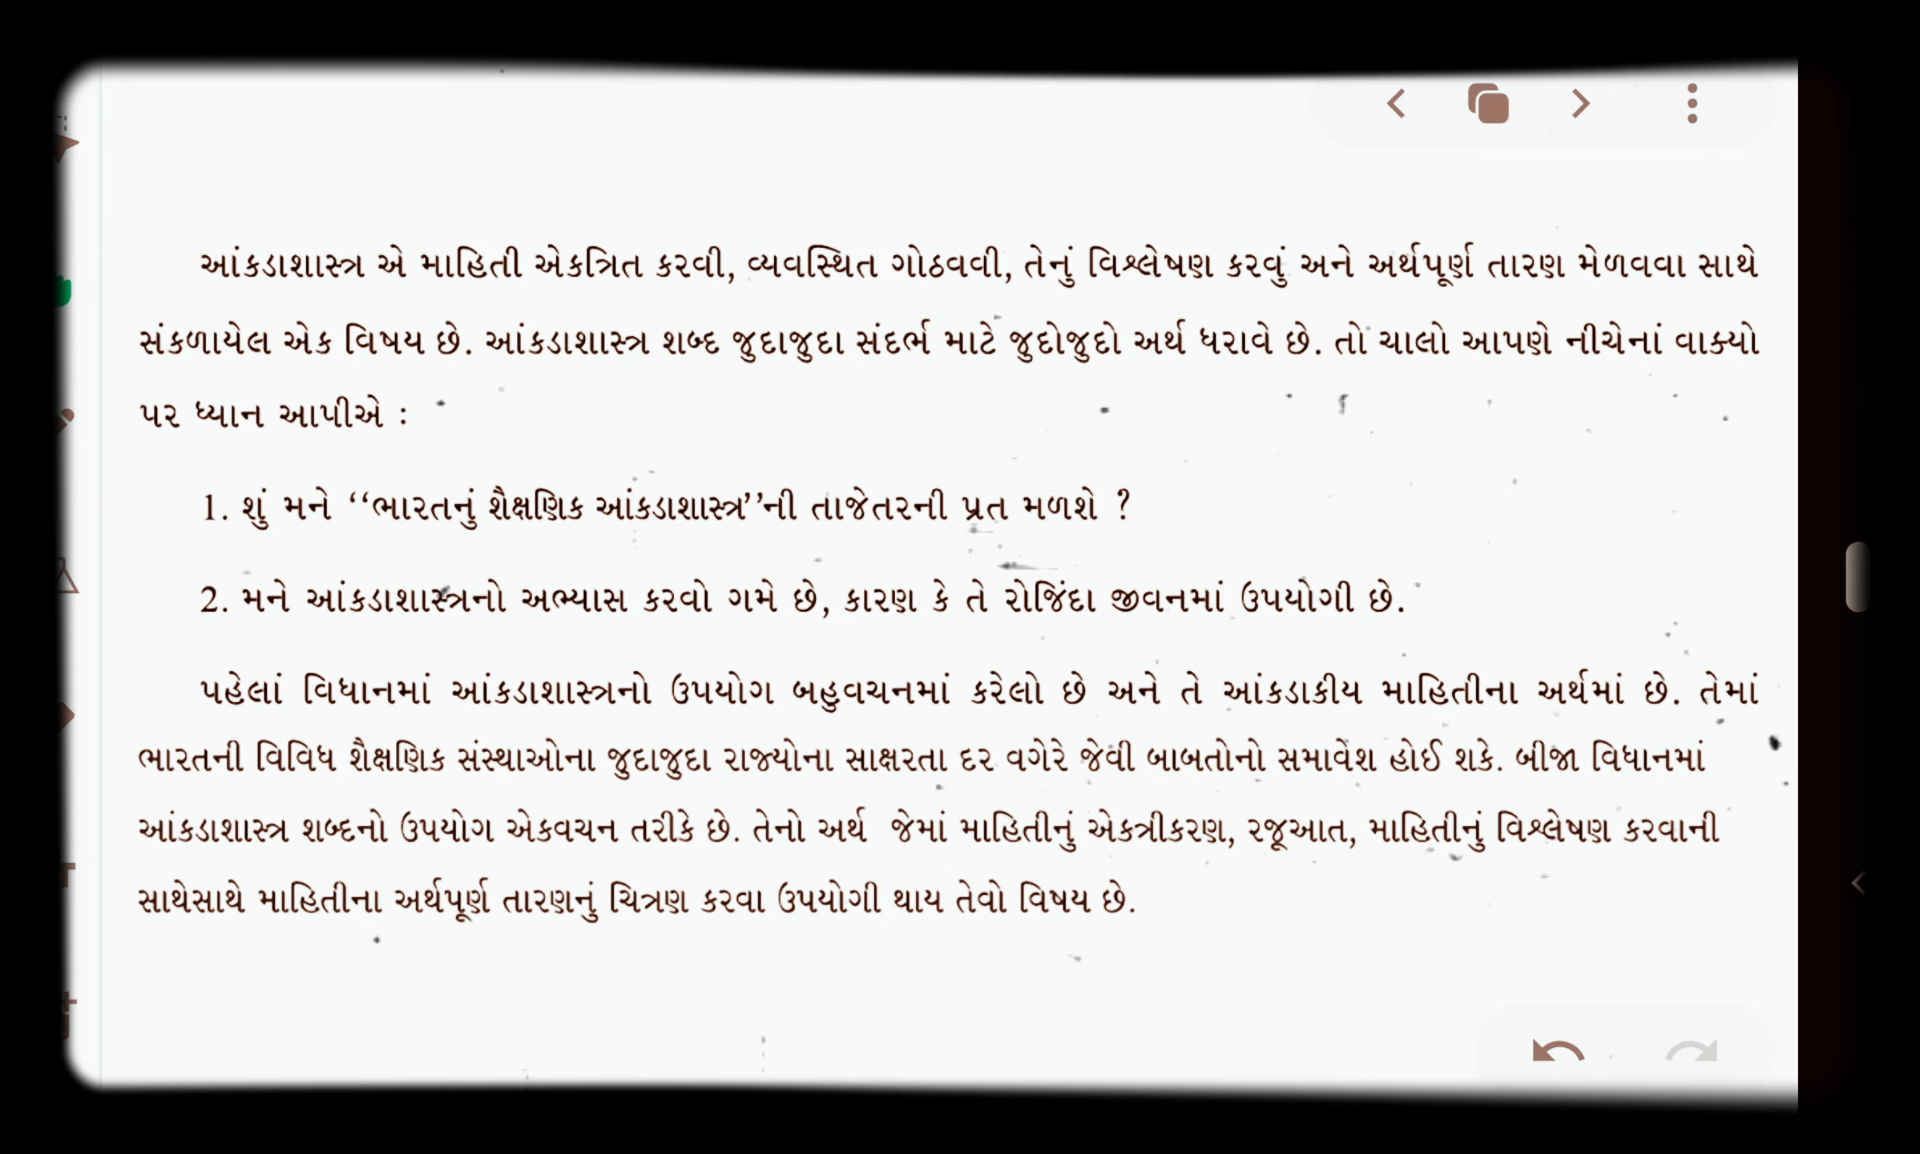 આંકડાશાસ્ત્ર એ માહિતી એકત્રિત કરવી, વ્યવસ્થિત ગોઠવવી, તેનું વિશ્લેષણ કરવું અને અર્થપૂર્ણ તારણ મેળવવા સાથે
સંકળાયેલ એક વિષય છે. આંકડાશાસ્ત્ર શબ્દ જુદાજુદા સંદર્ભ માટે જુદોજુદો અર્થ ધરાવે છે. તો ચાલો આપણે નીચેનાં વાક્યો
પર ધ્યાન આપીએ :
1. શું મને ‘‘ભારતનું શૈક્ષણિક આંકડાશાસ્ત્ર’’ની તાજેતરની પ્રત મળશે ?
2. મને આંકડાશાસ્ત્રનો અભ્યાસ કરવો ગમે છે, કારણ કે તે રોજિંદા જીવનમાં ઉપયોગી છે.
પહેલાં વિધાનમાં આંકડાશાસ્ત્રનો ઉપયોગ બહુવચનમાં કરેલો છે અને તે આંકડાકીય માહિતીના અર્થમાં છે. તેમાં
ભારતની વિવિધ શૈક્ષણિક સંસ્થાઓના જુદાજુદા રાજ્યોના સાક્ષરતા દર વગેરે જેવી બાબતોનો સમાવેશ હોઈ શકે. બીજા વિધાનમાં
આંકડાશાસ્ત્ર શબ્દનો ઉપયોગ એકવચન તરીકે છે. તેનો અર્થ જેમાં માહિતીનું એકત્રીકરણ, રજૂઆત, માહિતીનું વિશ્લેષણ કરવાની
સાથેસાથે માહિતીના અર્થપૂર્ણ તારણનું ચિત્રણ કરવા ઉપયોગી થાય તેવો વિષય છે.